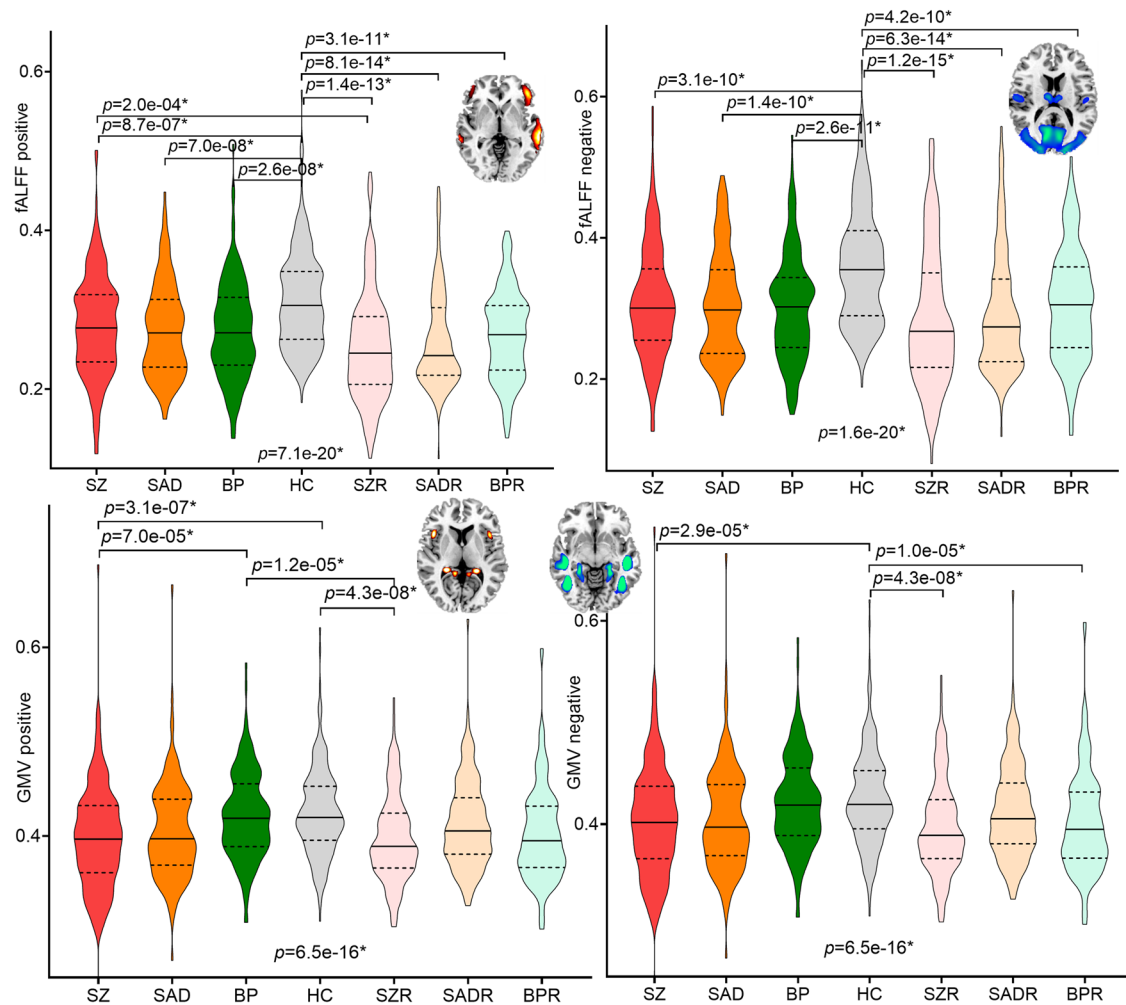 p=3.1e-11*
p=8.1e-14*
p=1.4e-13*
p=2.0e-04*
p=8.7e-07*
p=7.0e-08*
p=2.6e-08*
fALFF positive
0.6
0.4
0.2
p=7.1e-20*
SZ SAD BP HC SZR SADR BPR
p=4.2e-10*
p=6.3e-14*
p=1.2e-15*
p=3.1e-10*
p=1.4e-10*
p=2.6e-11*
fALFF negative
0.6
0.4
0.2
p=1.6e-20*
SZ SAD BP HC SZR SADR BPR
p=3.1e-07*
p=7.0e-05*
p=1.2e-05*
p=4.3e-08*
GMV positive
0.6
0.4
p=6.5e-16*
SZ SAD BP HC SZR SADR BPR
p=2.9e-05*
p=1.0e-05*
p=4.3e-08*
GMV negative
0.6
0.4
p=6.5e-16*
SZ SAD BP HC SZR SADR BPR